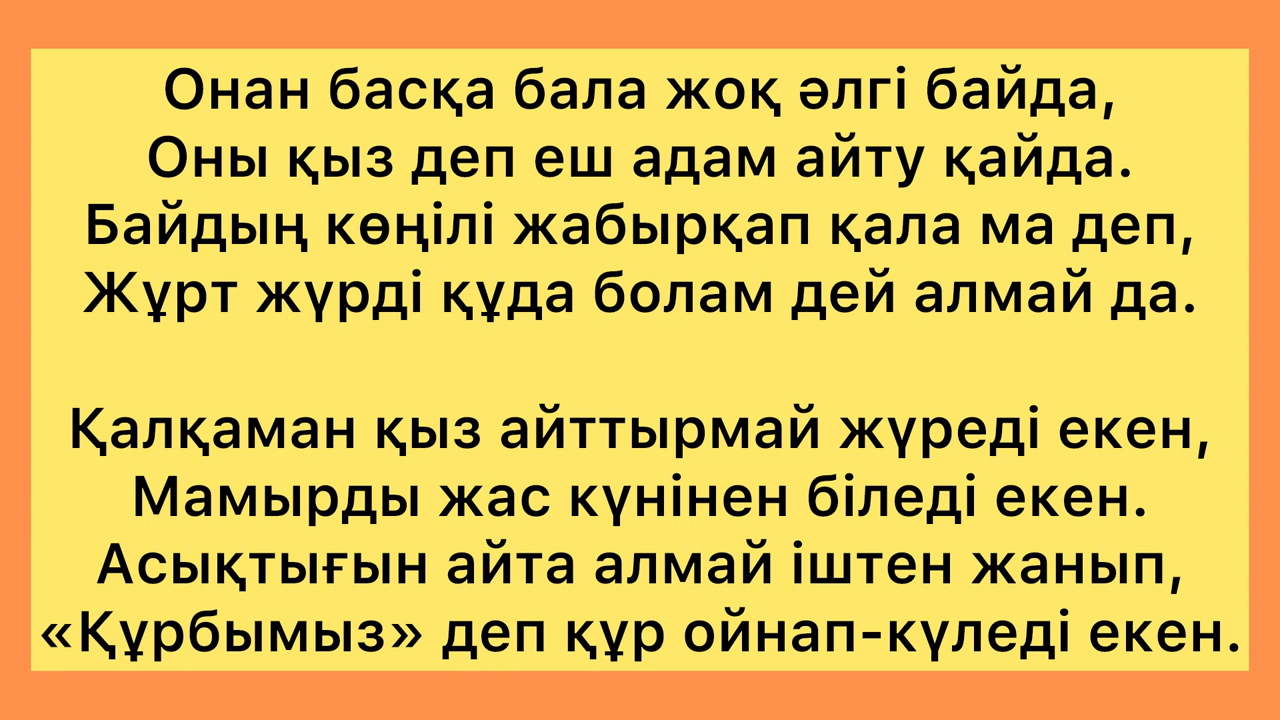 Онан басқа бала жоқ әлгі байда,
Оны қыз деп еш адам айту қайда.
Байдың көңілі жабырқап қала ма деп,
Жұрт жүрді құда болам дей алмай да.
Қалқаман қыз айттырмай жүреді екен,
Мамырды жас күнінен біледі екен.
Асықтығын айта алмай іштен жанып,
«Құрбымыз» деп құр ойнап-күледі екен.